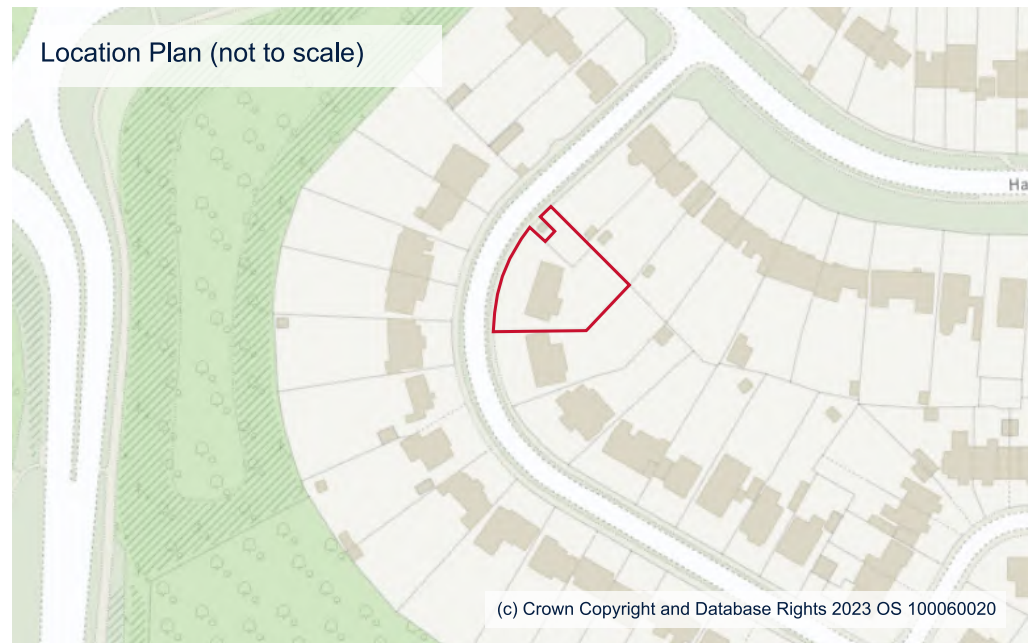 Location Plan (not to scale)
Ha
(c) Crown Copyright and Database Rights 2023 OS 100060020